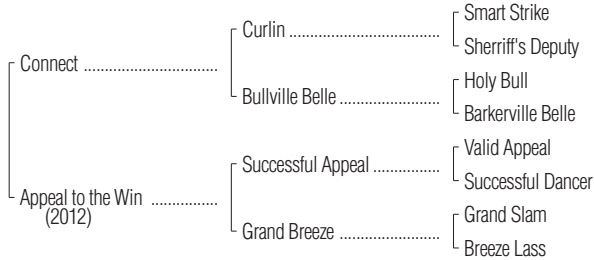 Smart Strike
Curlin
Sherriff's Deputy
Connect
Holy Bull
Bullville Belle
Barkerville Belle
Valid Appeal
Successful Appeal
Successful Dancer
Appeal to the Win
(2012)
Grand Slam
Grand Breeze
Breeze Lass